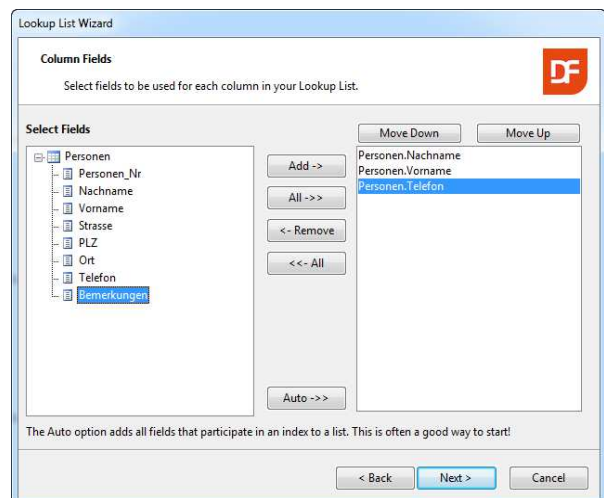 Lookup List Wizard
Column Fields
Select fields to be used for each column in your Lookup List.
DF
Select Fields
Move Down
Move Up
Personen
Personen_Nr
Nachname
Vorname
Strasse
PLZ
Ort
Telefon
Bemerkungen
Add ->
All ->>
<- Remove
<<- All
Auto ->>
Personen.Nachname
Personen.Vorname
Personen.Telefon
The Auto option adds all fields that participate in an index to a list. This is often a good way to start!
< Back
Next >
Cancel